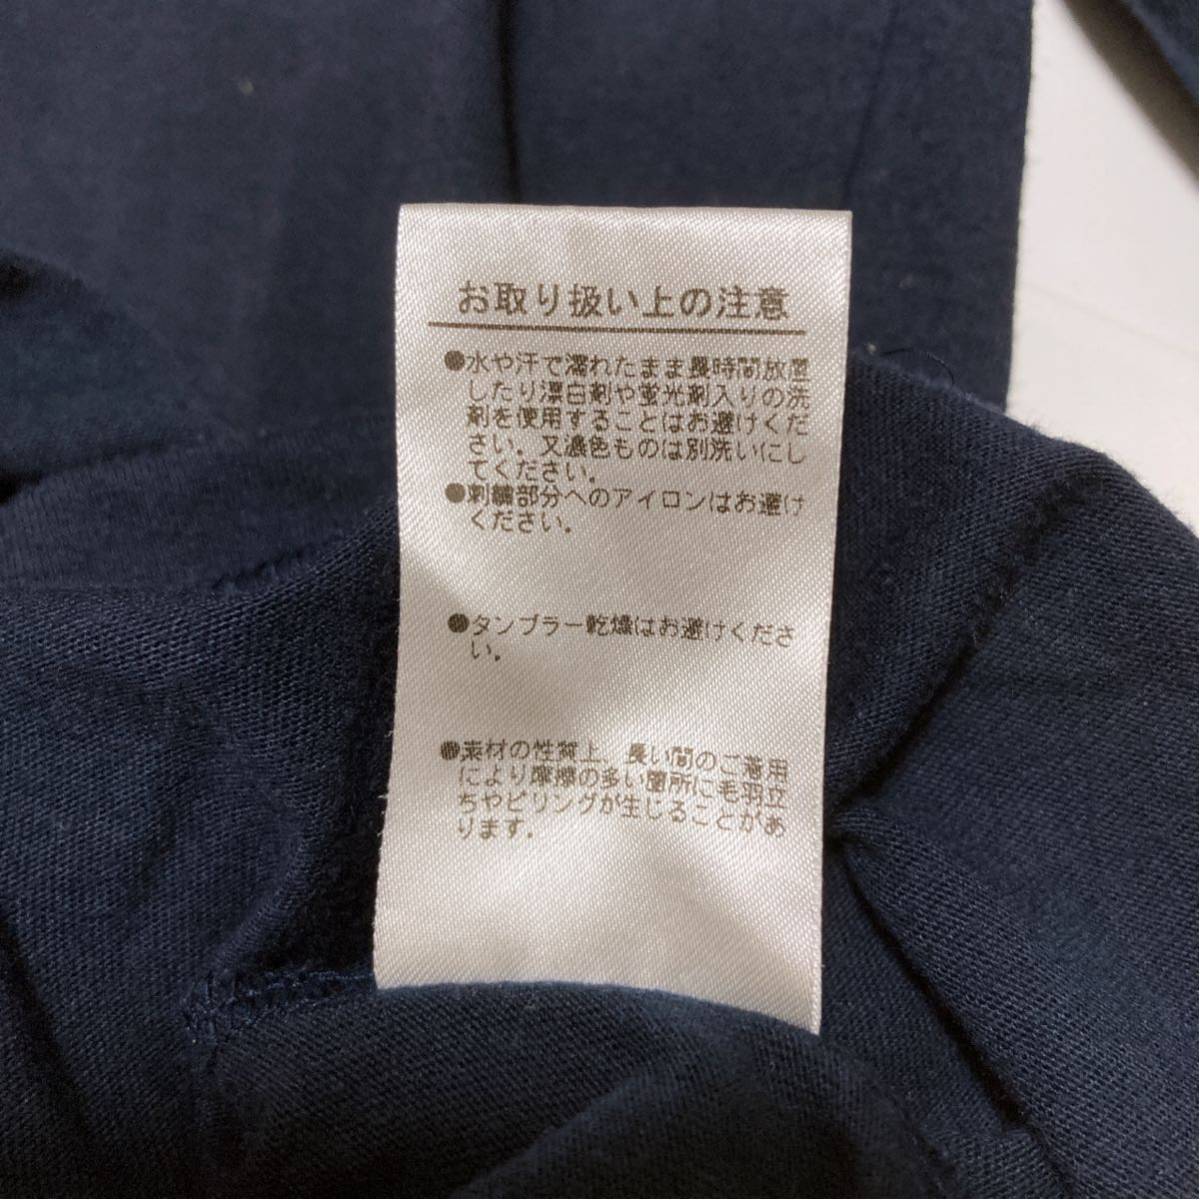 お取り扱い上の注意
●水や汗で濡れたまま長時間放置
したり漂白剤や蛍光剤入りの洗
剤を使用することはお避けくだ
さい。又濃色ものは別洗いにし
てください。
●刺繍部分へのアイロンはお避け
ください。
●タンブラー乾燥はお避けくださ
い。
●素材の性質上、長い間のご着用
により摩擦の多い箇所に毛羽立
ちやピリングが生じることがあ
ります。